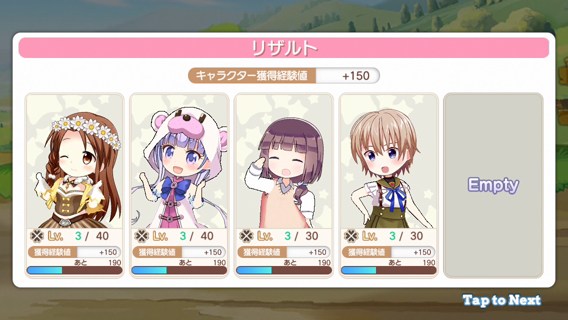 リザルト
キャラクター獲得経験値 +150
Lv. 3 / 40
獲得経験値 +150
あと 190
Lv. 3 / 40
獲得経験値 +150
あと 190
Lv. 3 / 30
獲得経験値 +150
あと 190
Lv. 3 / 30
獲得経験値 +150
あと 190
Empty
Tap to Next